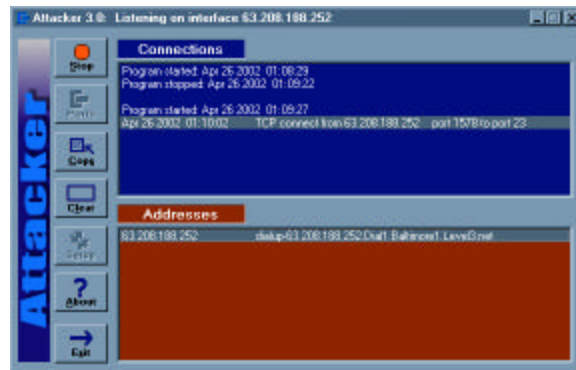 Attacker 3.0: Listening on interface 63.208.188.252
Attacker
Stop
Ports
Copy
Clear
Setup
About
Exit
Connections
Program started: Apr 26 2002 01:08:29
Program stopped: Apr 26 2002 01:09:22
Program started: Apr 26 2002 01:09:27
Apr 26 2002 01:10:02 TCP connect from 63.208.188.252 port 1578 to port 23
Addresses
63.208.188.252 dialup-63.208.188.252.Dial1.Baltimore1.Level3.net